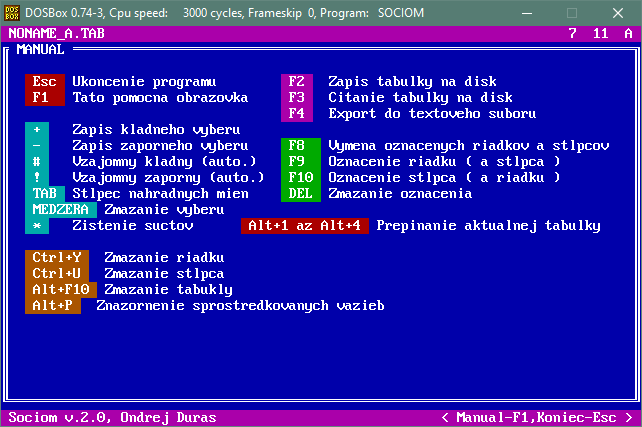 DOSBox 0.74-3, Cpu speed: 3000 cycles, Frameskip 0, Program: SOCIOM
NONAME_A.TAB 7 11 A
MANUAL
Esc Ukoncenie programu F2 Zapis tabulky na disk
F1 Tato pomocna obrazovka F3 Citanie tabulky na disk
F4 Export do textoveho suboru
+ Zapis kladneho vyberu
- Zapis zaporneho vyberu F8 Vymena oznacenych riadkov a stlpcov
# Vzajomny kladny (auto.) F9 Oznacenie riadku ( a stlpca )
! Vzajomny zaporny (auto.) F10 Oznacenie stlpca ( a riadku )
TAB Stlpec nahradnych mien DEL Zmazanie oznacenia
MEDZERA Zmazanie vyberu
* Zistenie suctov Alt+1 az Alt+4 Prepinanie aktualnej tabulky
Ctrl+Y Zmazanie riadku
Ctrl+U Zmazanie stlpca
Alt+F10 Zmazanie tabukly
Alt+P Znazornenie sprostredkovanych vazieb
Sociom v.2.0, Ondrej Duras < Manual-F1,Koniec-Esc >